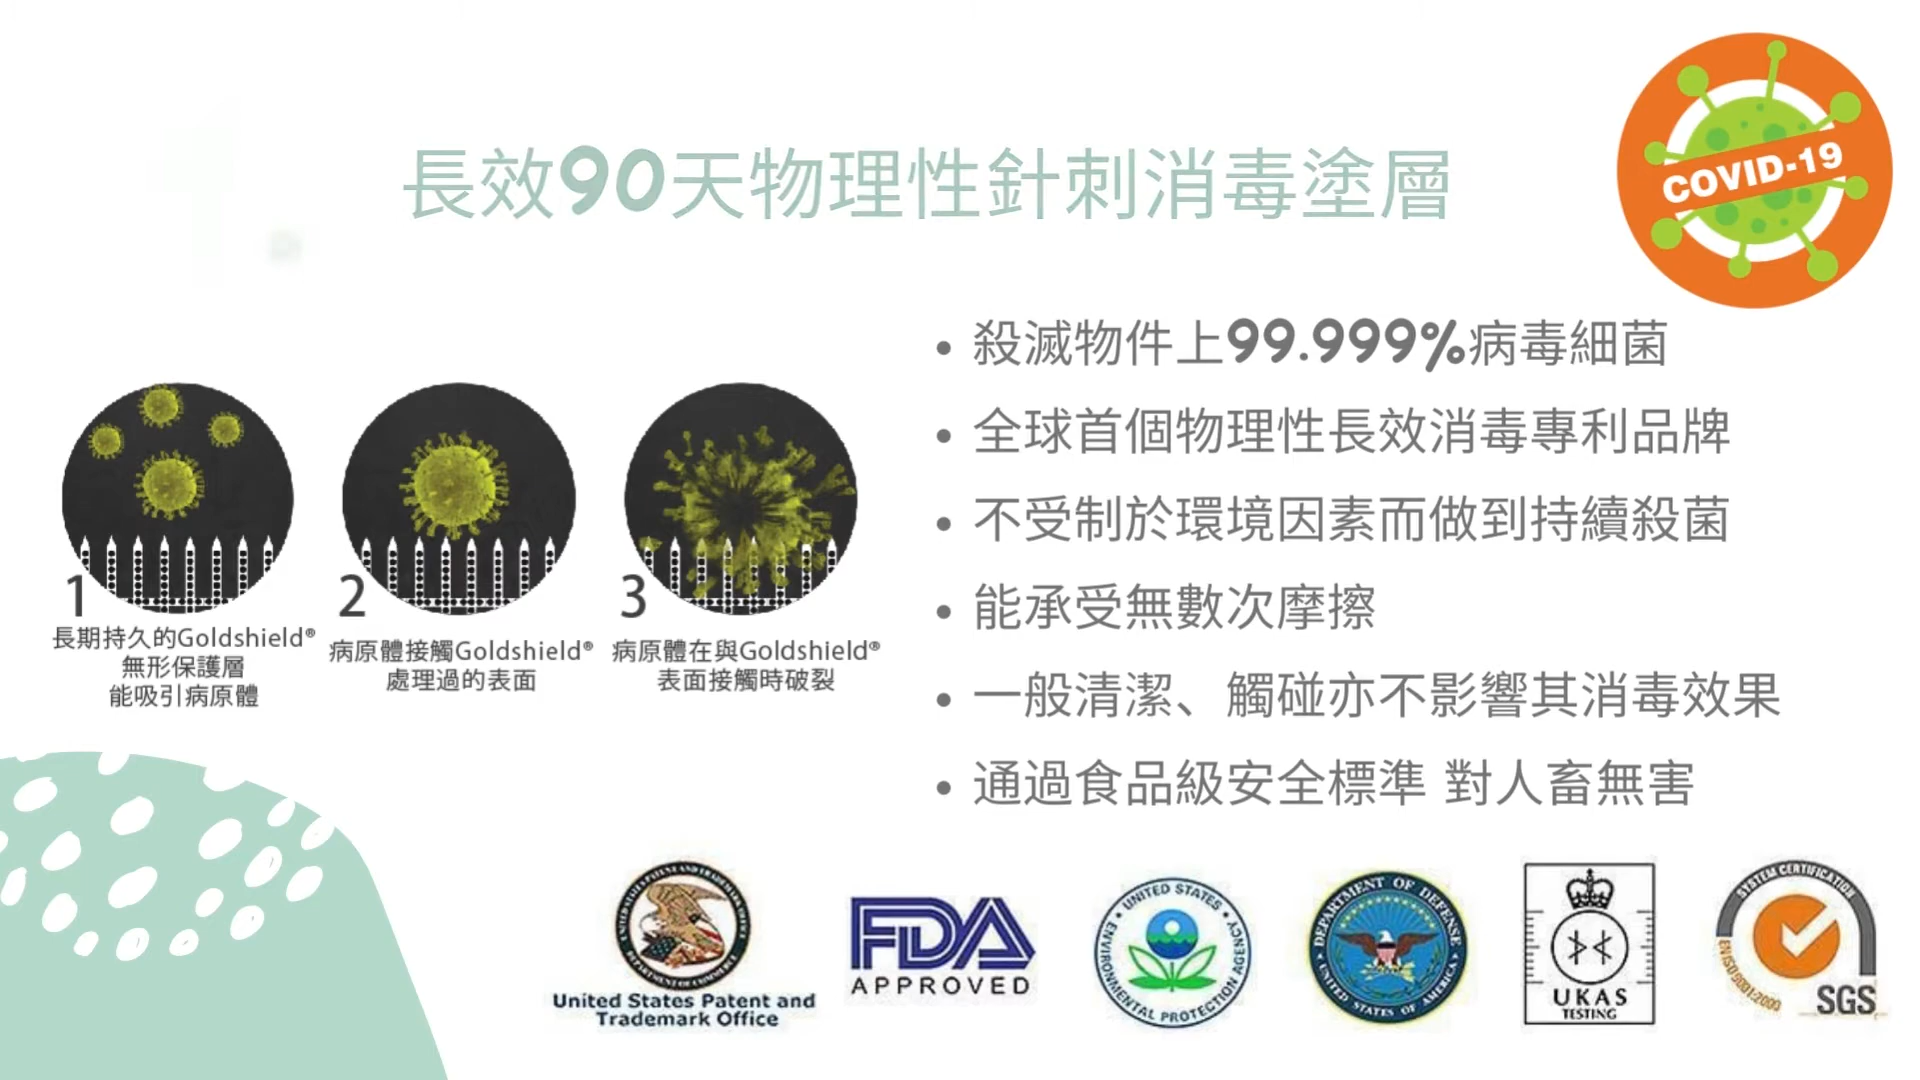 長效90天物理性針刺消毒塗層
COVID-19
殺滅物件上99.999%病毒細菌
全球首個物理性長效消毒專利品牌
不受制於環境因素而做到持續殺菌
能承受無數次摩擦
一般清潔、觸碰亦不影響其消毒效果
通過食品級安全標準 對人畜無害
1
長期持久的Goldshield®
無形保護層
能吸引病原體
2
病原體接觸Goldshield®
處理過的表面
3
病原體在與Goldshield®
表面接觸時破裂
United States Patent and
Trademark Office
FDA
APPROVED
UNITED STATES
ENVIRONMENTAL PROTECTION AGENCY
DEPARTMENT OF DEFENSE
UNITED STATES OF AMERICA
UKAS
TESTING
SYSTEM CERTIFICATION
EN ISO 9001:2000
SGS